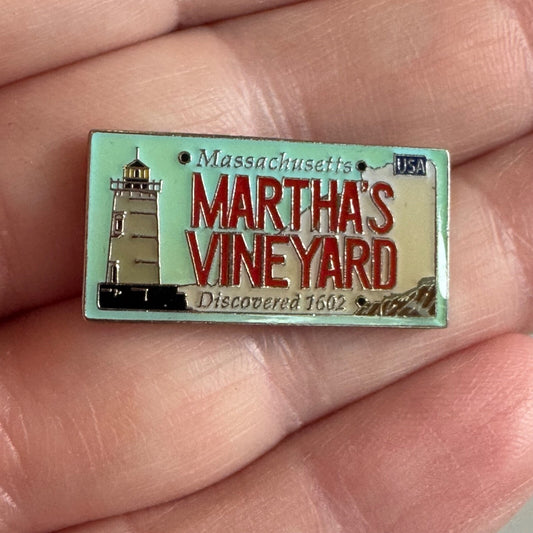 Massachusetts
USA
MARTHA'S
VINEYARD
Discovered 1602